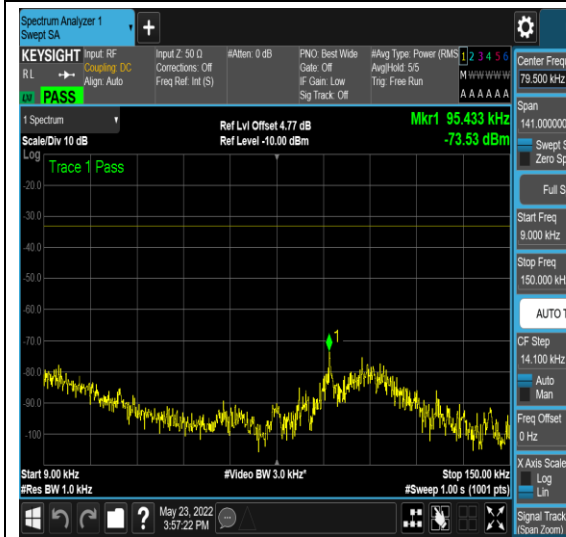 Spectrum Analyzer 1
Swept SA
+
KEYSIGHT
RL
PASS
Input: RF
Coupling: DC
Align: Auto
Input Z: 50 Ω
Corrections: Off
Freq Ref: Int (S)
#Atten: 0 dB
PNO: Best Wide
Gate: Off
IF Gain: Low
Sig Track: Off
#Avg Type: Power (RMS
Avg|Hold: 5/5
Trig: Free Run
1 2 3 4 5 6
M W W W W W
A A A A A A
1 Spectrum
Scale/Div 10 dB
Ref Lvl Offset 4.77 dB
Ref Level -10.00 dBm
Mkr1 95.433 kHz
-73.53 dBm
Log
Trace 1 Pass
-20.0
-30.0
-40.0
-50.0
-60.0
-70.0
-80.0
-90.0
-100
1
Start 9.00 kHz
#Res BW 1.0 kHz
#Video BW 3.0 kHz*
Stop 150.00 kHz
#Sweep 1.00 s (1001 pts)
?
May 23, 2022
3:57:22 PM
Center Frequ
79.500 kHz
Span
141.000000
Swept S
Zero Sp
Full S
Start Freq
9.000 kHz
Stop Freq
150.000 kH
AUTO T
CF Step
14.100 kHz
Auto
Man
Freq Offset
0 Hz
X Axis Scale
Log
Lin
Signal Track
(Span Zoom)